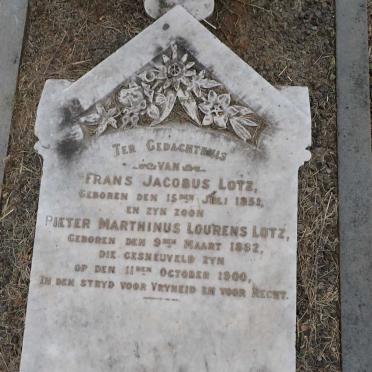 Ter Gedachtenis
van
Frans Jacobus Lotz,
Geboren den 15den Juli 1853,
en zyn zoon
Pieter Marthinus Lourens Lotz,
Geboren den 9den Maart 1882,
die gesneuveld zyn
op den 11den October 1900,
in den stryd voor Vryheid en voor Recht.